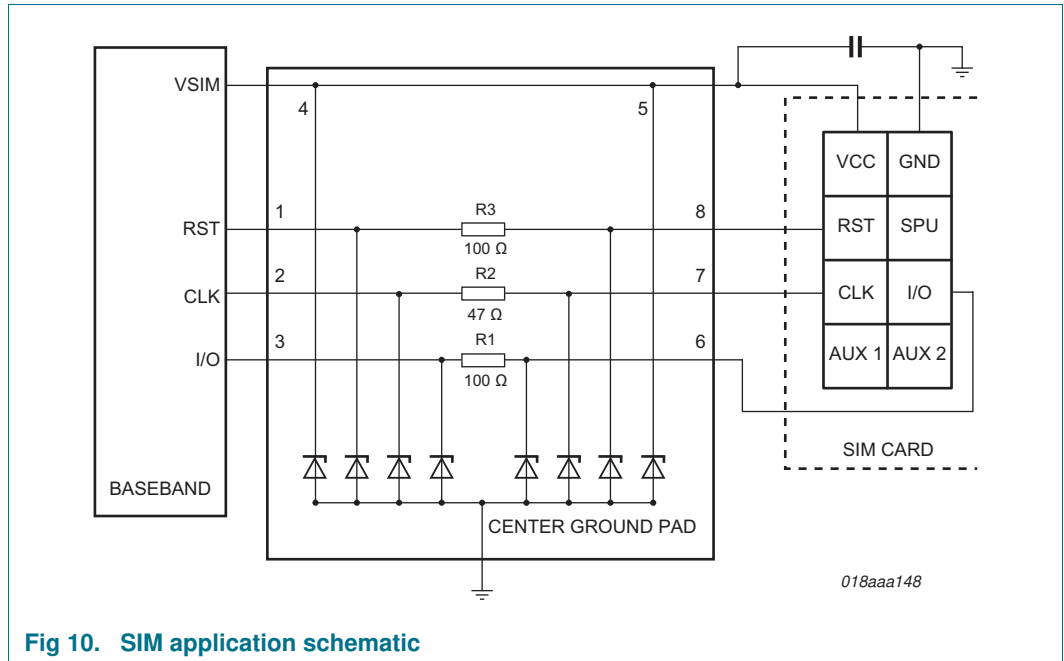 VSIM
4
5
VCC GND
RST
1
R3
100 Ω
8
RST SPU
CLK
2
R2
47 Ω
7
CLK I/O
I/O
3
R1
100 Ω
6
AUX 1 AUX 2
SIM CARD
BASEBAND
CENTER GROUND PAD
018aaa148
Fig 10. SIM application schematic